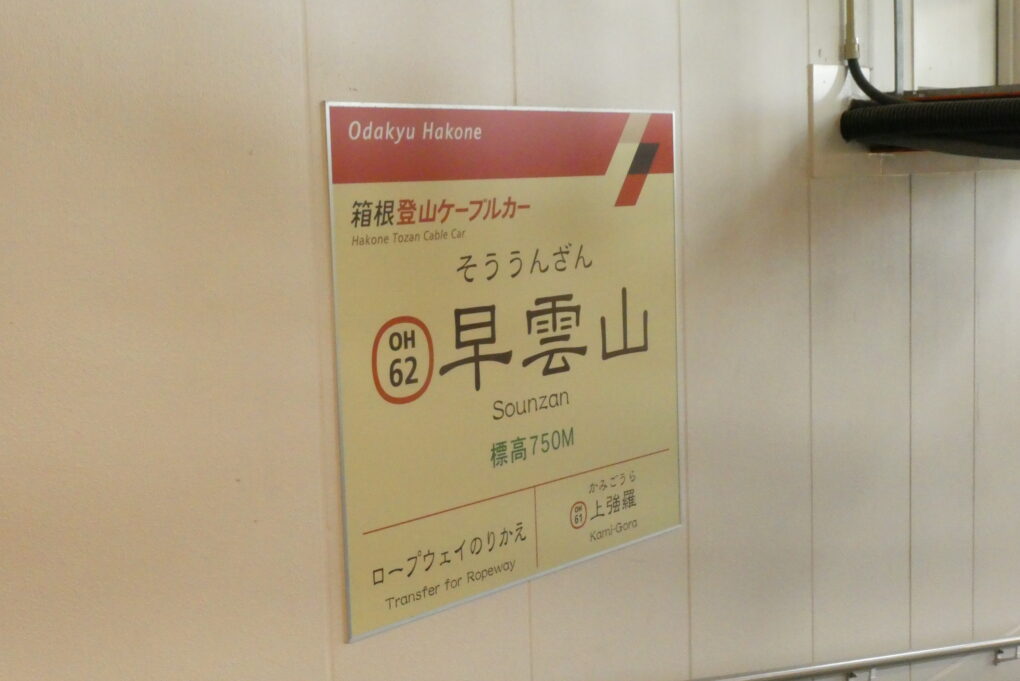 Odakyu Hakone
箱根登山ケーブルカー
Hakone Tozan Cable Car
そううんざん
OH
62
早雲山
Sounzan
標高750M
ロープウェイのりかえ
Transfer for Ropeway
かみごうら
OH
61
上強羅
Kami-Gora